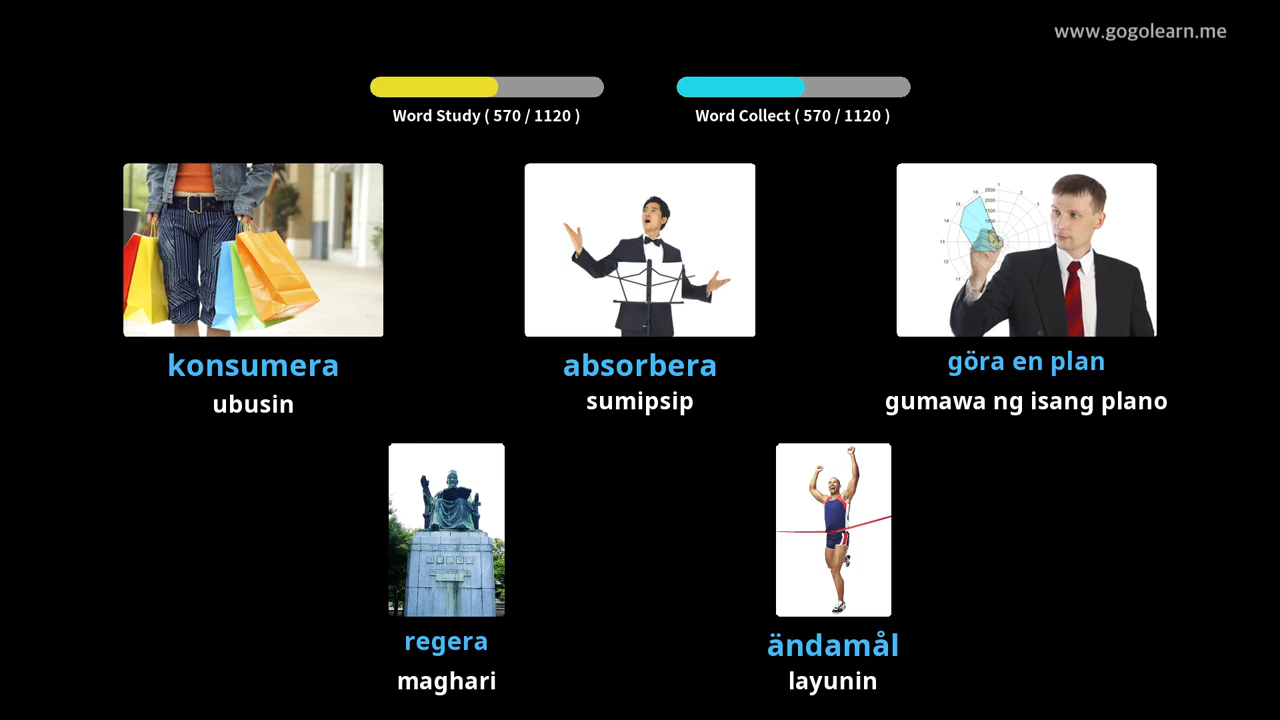 www.gogolearn.me
Word Study ( 570 / 1120 )
Word Collect ( 570 / 1120 )
konsumera
ubusin
absorbera
sumipsip
göra en plan
gumawa ng isang plano
regera
maghari
ändamål
layunin